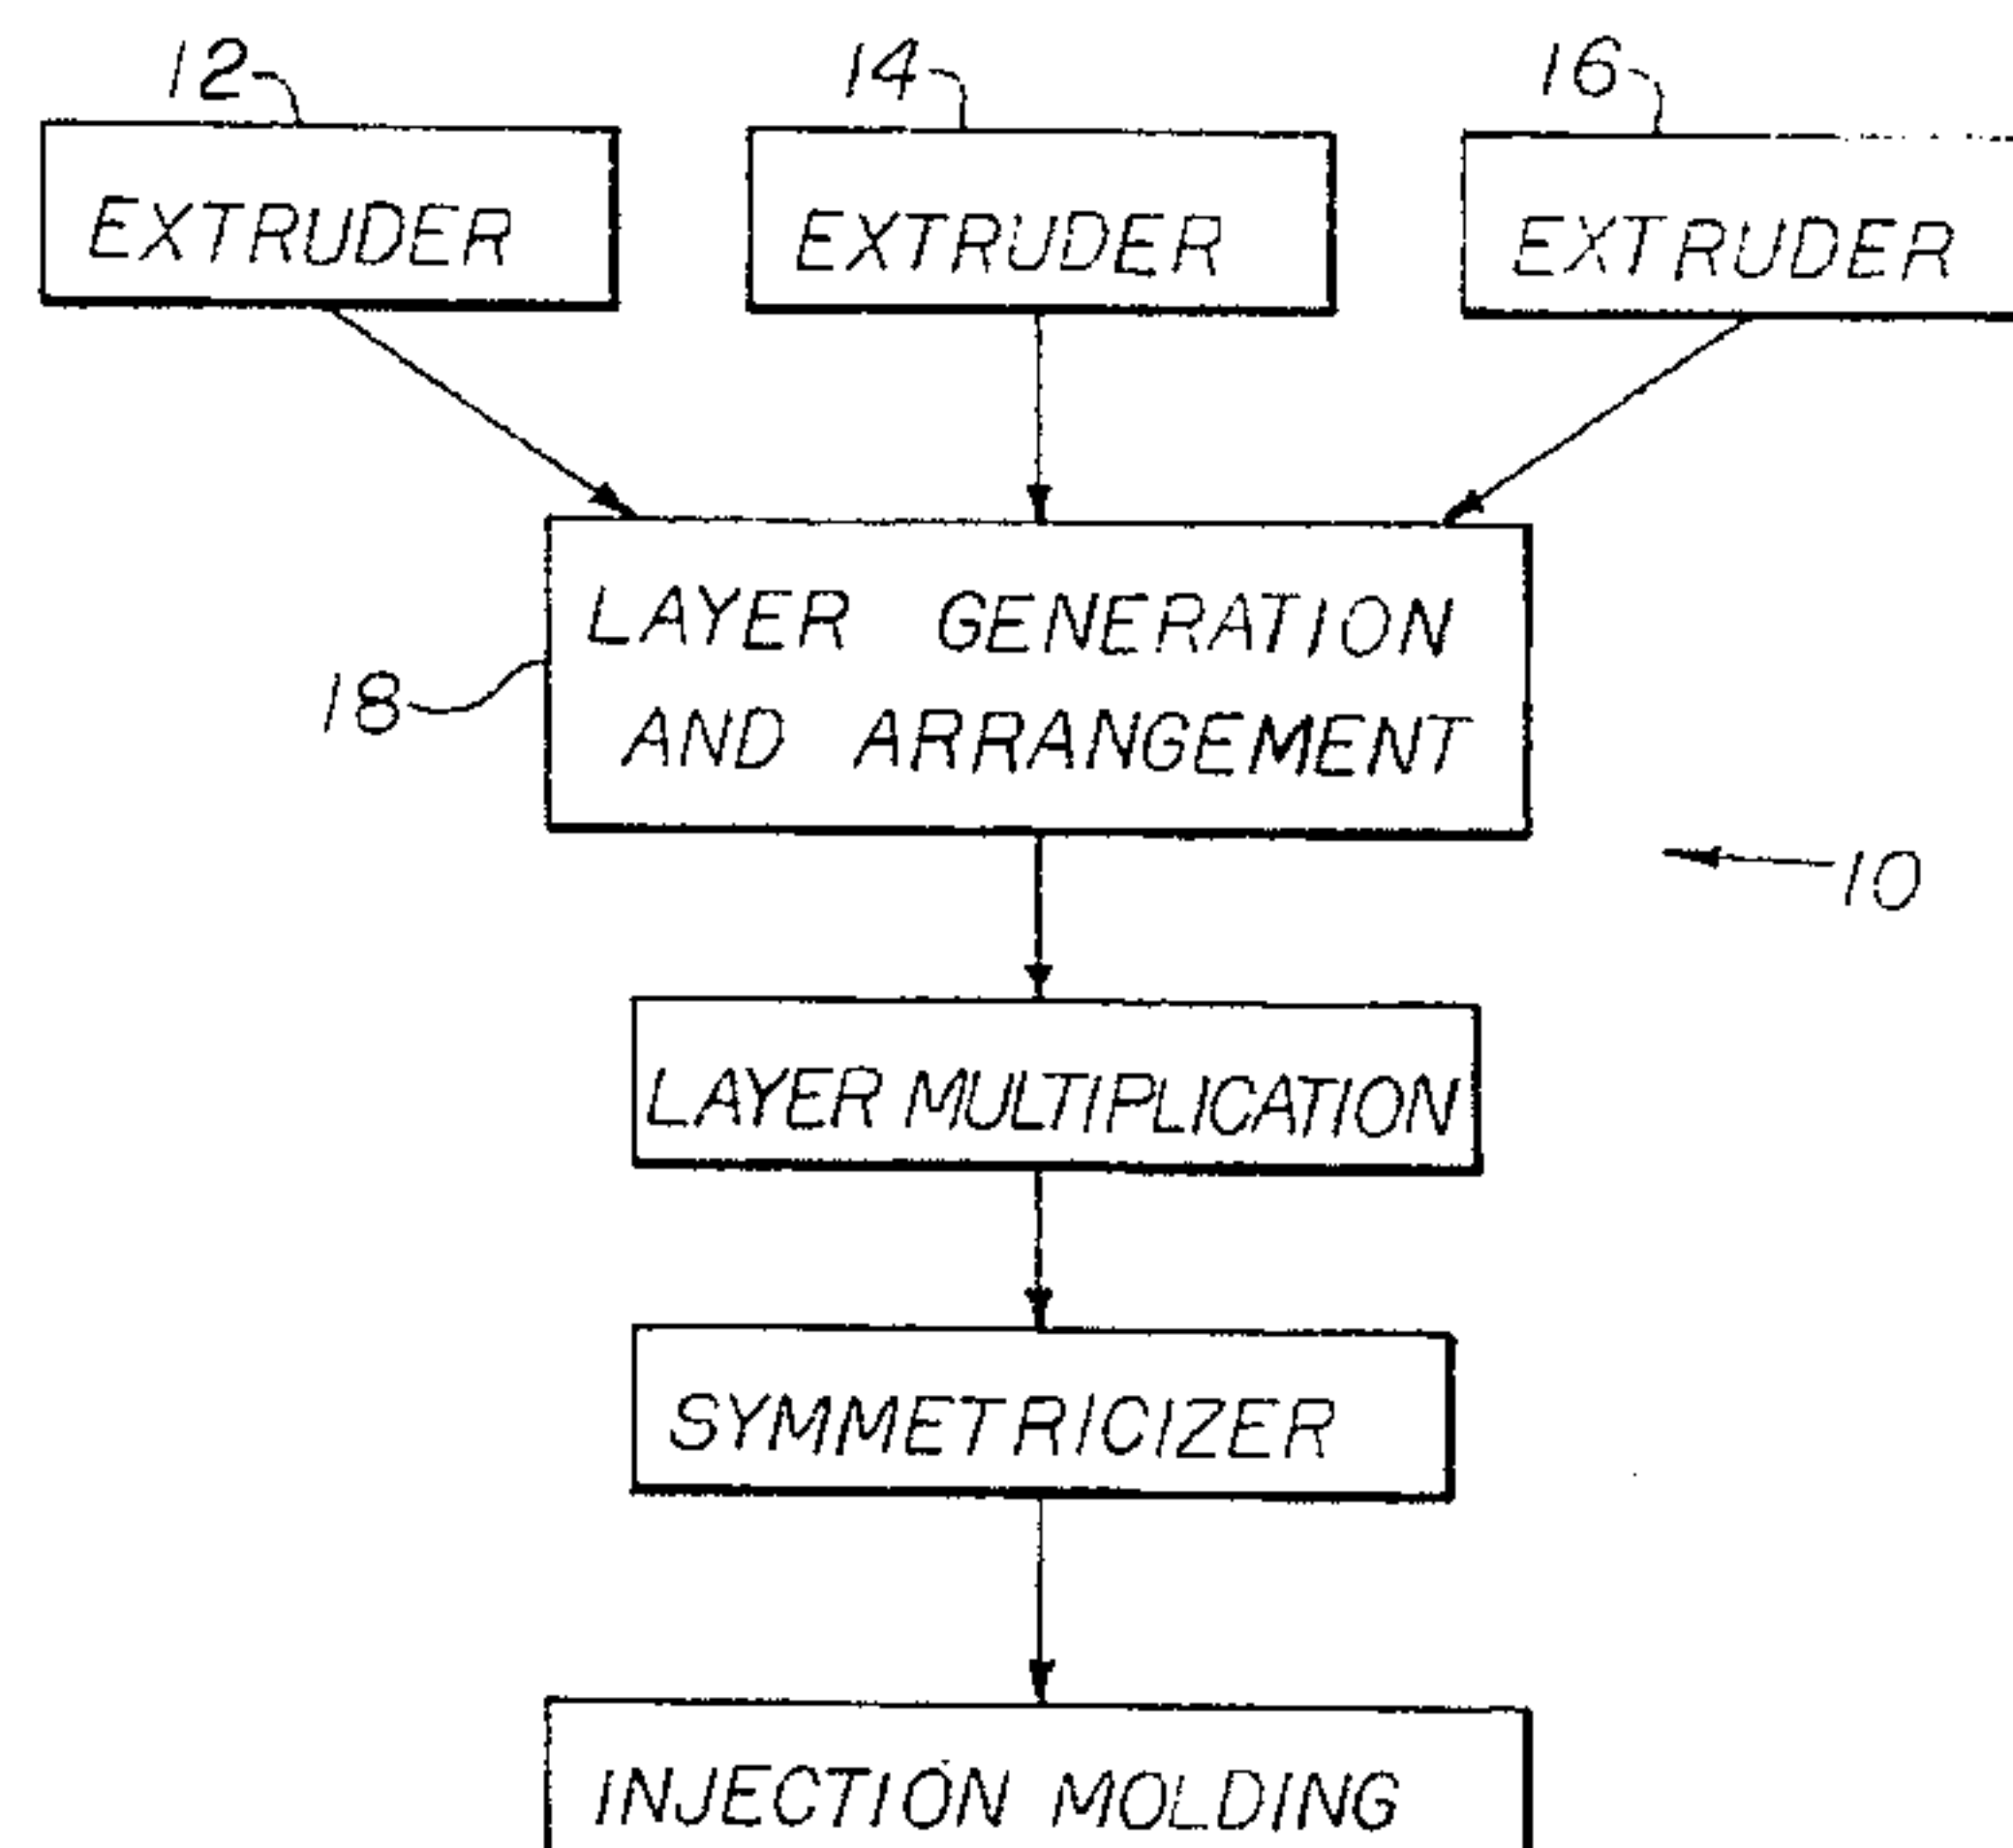 12 14 16
EXTRUDER EXTRUDER EXTRUDER
LAYER GENERATION
18 AND ARRANGEMENT
10
LAYER MULTIPLICATION
SYMMETRICIZER
INJECTION MOLDING